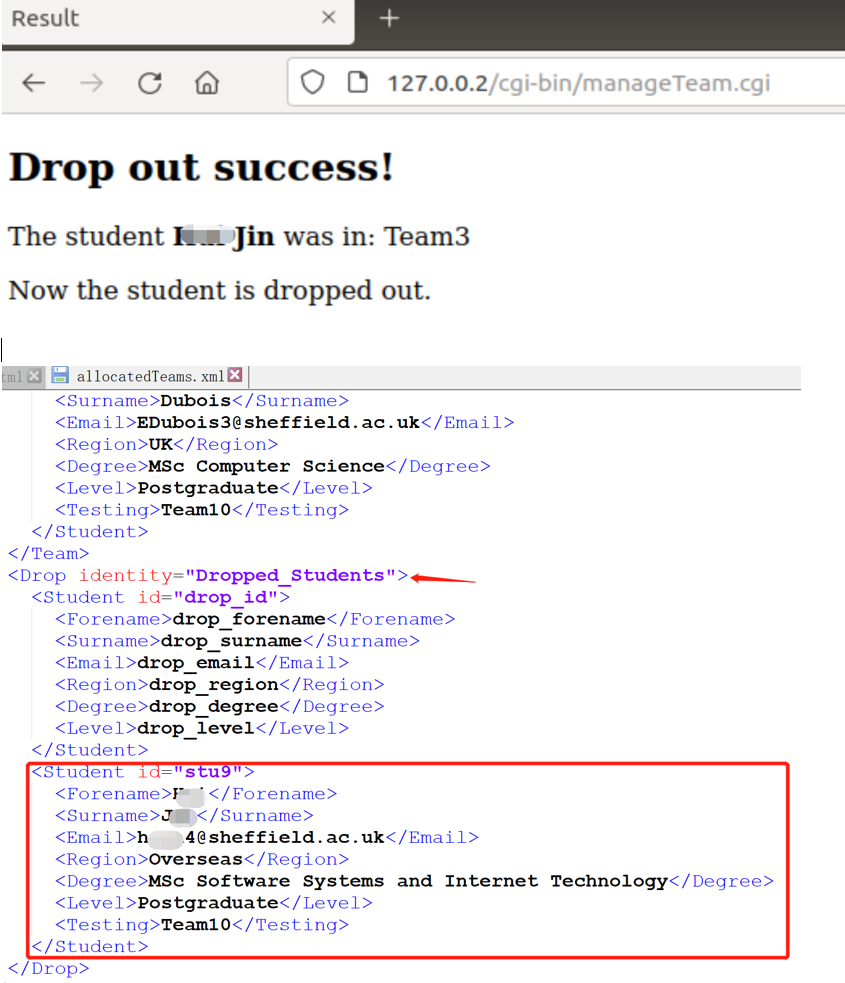 Result
127.0.0.2/cgi-bin/manageTeam.cgi
Drop out success!
The student Jin was in: Team3
Now the student is dropped out.
tml allocatedTeams.xml
<Surname>Dubois</Surname>
<Email>EDubois3@sheffield.ac.uk</Email>
<Region>UK</Region>
<Degree>MSc Computer Science</Degree>
<Level>Postgraduate</Level>
<Testing>Team10</Testing>
</Student>
</Team>
<Drop identity="Dropped_Students">
<Student id="drop_id">
<Forename>drop_forename</Forename>
<Surname>drop_surname</Surname>
<Email>drop_email</Email>
<Region>drop_region</Region>
<Degree>drop_degree</Degree>
<Level>drop_level</Level>
</Student>
<Student id="stu9">
<Forename></Forename>
<Surname></Surname>
<Email>4@sheffield.ac.uk</Email>
<Region>Overseas</Region>
<Degree>MSc Software Systems and Internet Technology</Degree>
<Level>Postgraduate</Level>
<Testing>Team10</Testing>
</Student>
</Drop>